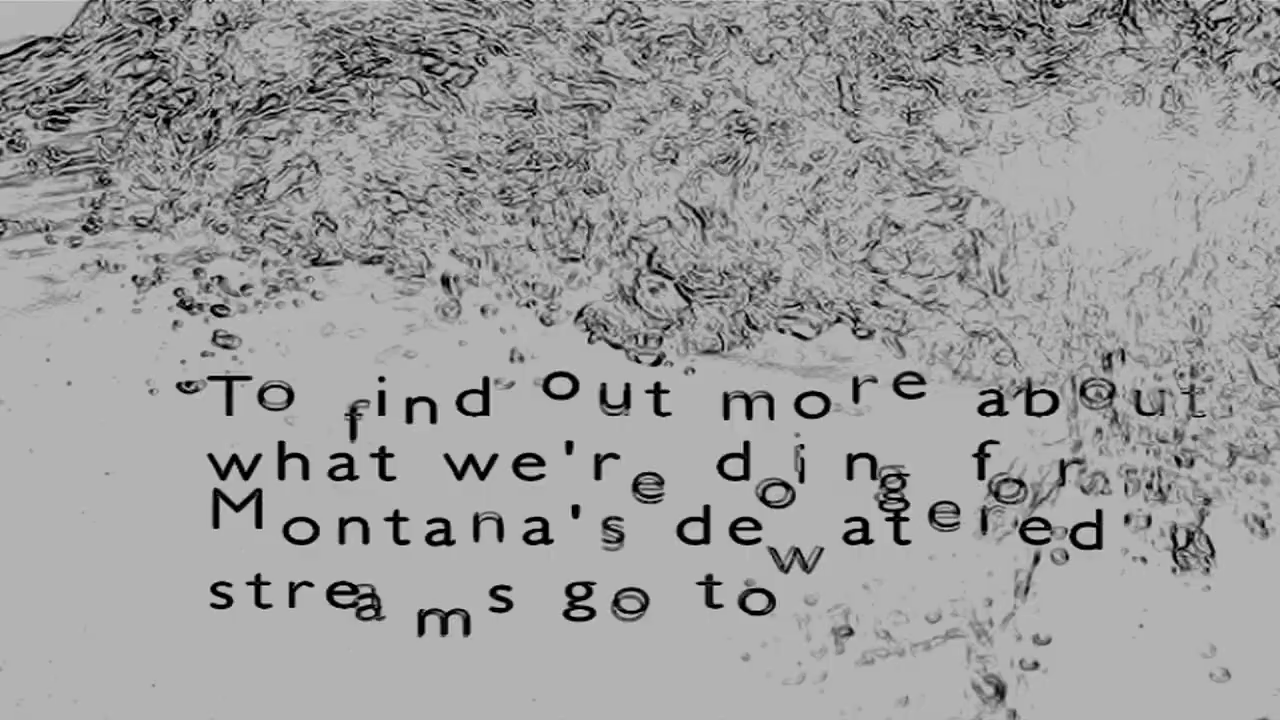 To find out more about
what we're doing for
Montana's dewatered
streams go to